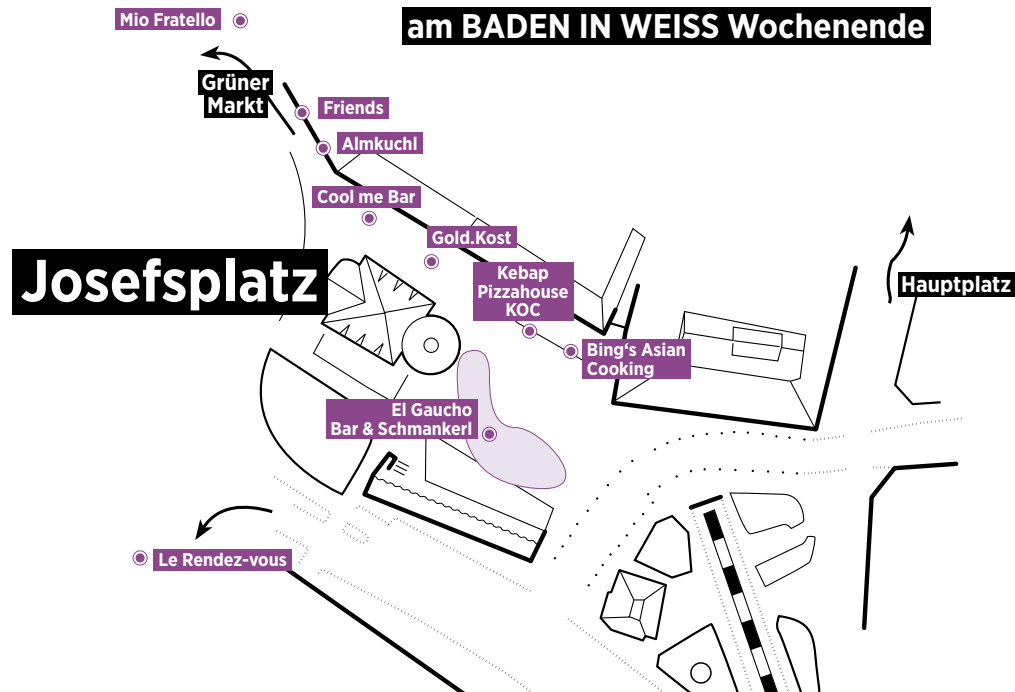 Mio Fratello
am BADEN IN WEISS Wochenende
Grüner
Markt
Friends
Almkuchl
Cool me Bar
Gold.Kost
Josefsplatz
Kebap
Pizzahouse
KOC
Hauptplatz
Bing‘s Asian
Cooking
El Gaucho
Bar & Schmankerl
Le Rendez-vous